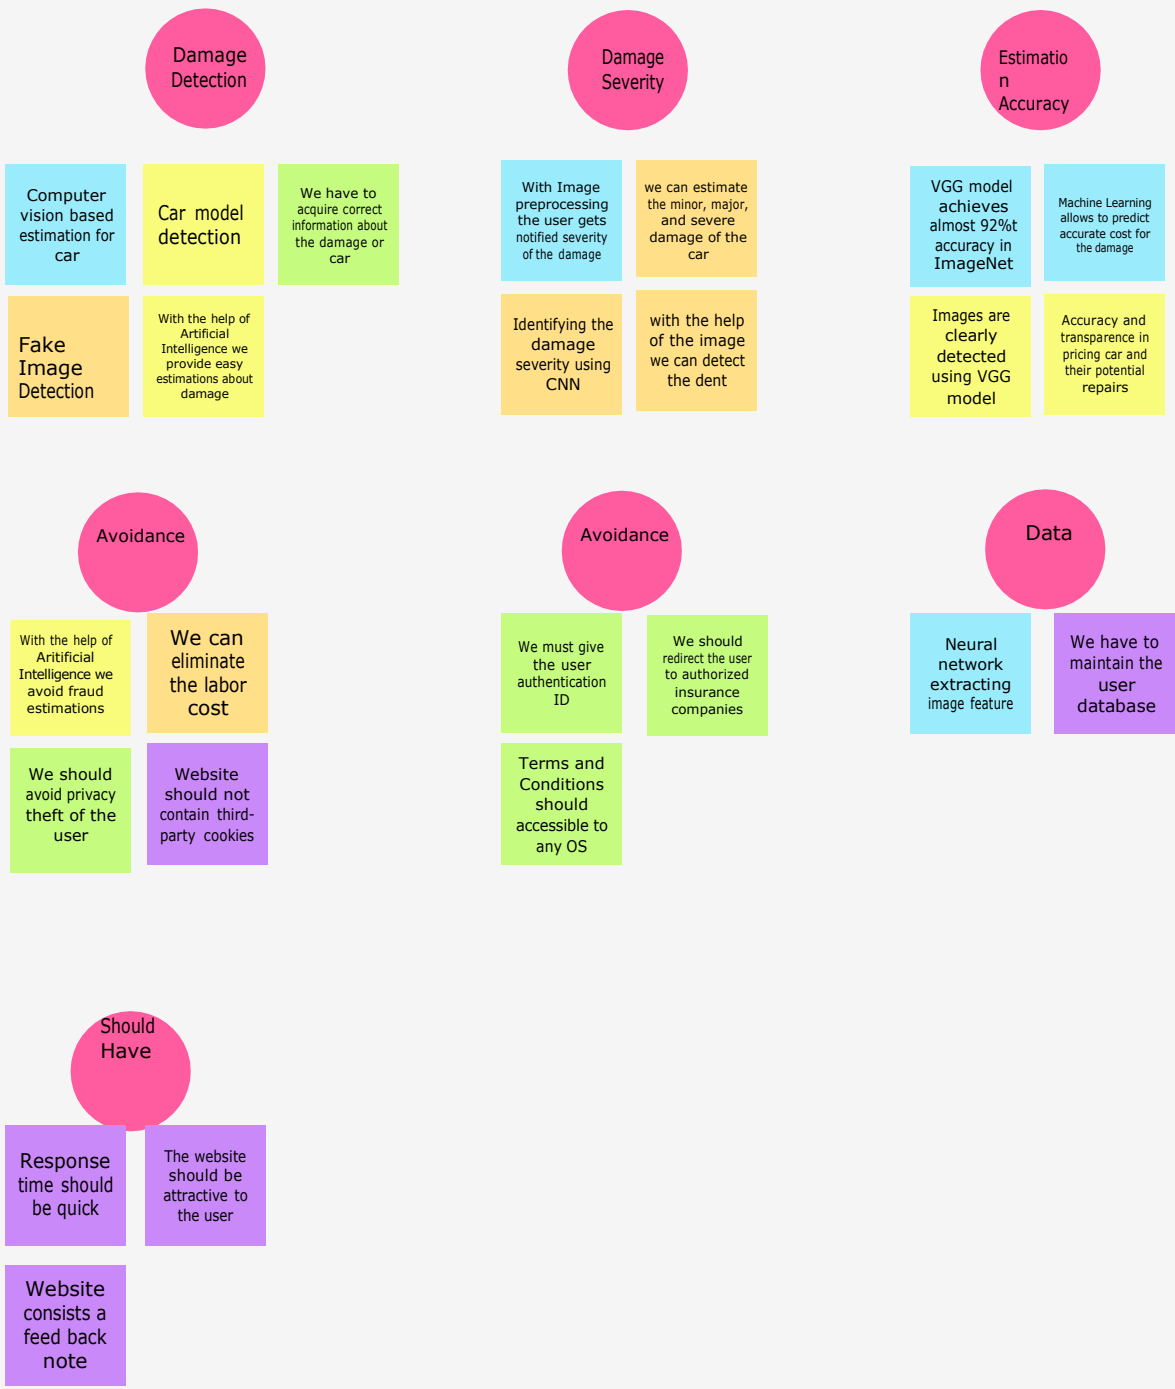 Damage
Detection
Damage
Severity
Estimatio
n
Accuracy
Computer
vision based
estimation for
car
Car model
detection
We have to
acquire correct
information about
the damage or
car
Fake
Image
Detection
With the help of
Artificial
Intelligence we
provide easy
estimations about
damage
With Image
preprocessing
the user gets
notified severity
of the damage
we can estimate
the minor, major,
and severe
damage of the
car
Identifying the
damage
severity using
CNN
with the help
of the image
we can detect
the dent
VGG model
achieves
almost 92%t
accuracy in
ImageNet
Machine Learning
allows to predict
accurate cost for
the damage
Images are
clearly
detected
using VGG
model
Accuracy and
transparence in
pricing car and
their potential
repairs
Avoidance
Avoidance
Data
With the help of
Aritificial
Intelligence we
avoid fraud
estimations
We can
eliminate
the labor
cost
We should
avoid privacy
theft of the
user
Website
should not
contain third-
party cookies
We must give
the user
authentication
ID
We should
redirect the user
to authorized
insurance
companies
Terms and
Conditions
should
accessible to
any OS
Neural
network
extracting
image feature
We have to
maintain the
user
database
Should
Have
Response
time should
be quick
The website
should be
attractive to
the user
Website
consists a
feed back
note